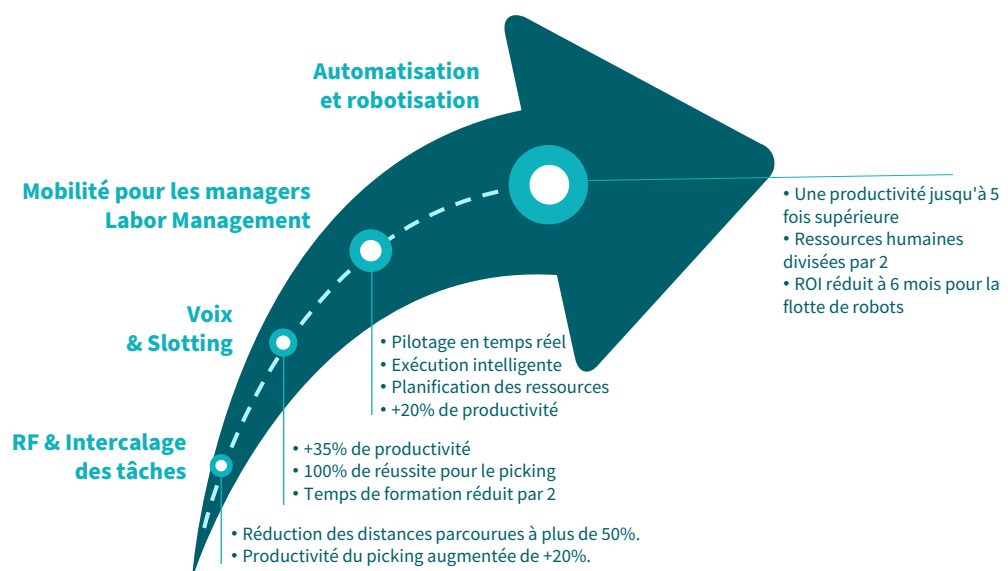 Automatisation
et robotisation
Mobilité pour les managers
Labor Management
• Une productivité jusqu'à 5
fois supérieure
• Ressources humaines
divisées par 2
• ROI réduit à 6 mois pour la
flotte de robots
Voix
& Slotting
• Pilotage en temps réel
• Exécution intelligente
• Planification des ressources
• +20% de productivité
RF & Intercalage
des tâches
• +35% de productivité
• 100% de réussite pour le picking
• Temps de formation réduit par 2
• Réduction des distances parcourues à plus de 50%.
• Productivité du picking augmentée de +20%.